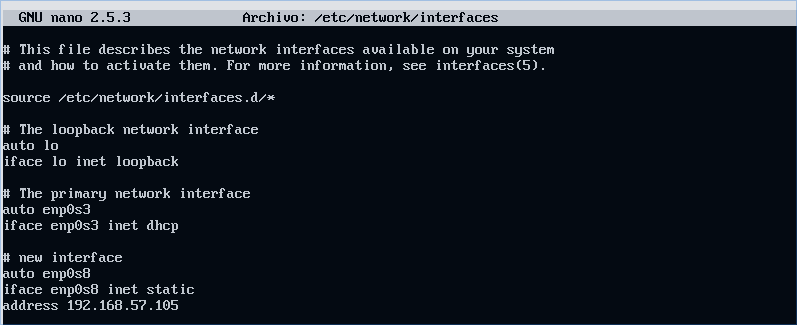 GNU nano 2.5.3 Archivo: /etc/network/interfaces
# This file describes the network interfaces available on your system
# and how to activate them. For more information, see interfaces(5).
source /etc/network/interfaces.d/*
# The loopback network interface
auto lo
iface lo inet loopback
# The primary network interface
auto enp0s3
iface enp0s3 inet dhcp
# new interface
auto enp0s8
iface enp0s8 inet static
address 192.168.57.105